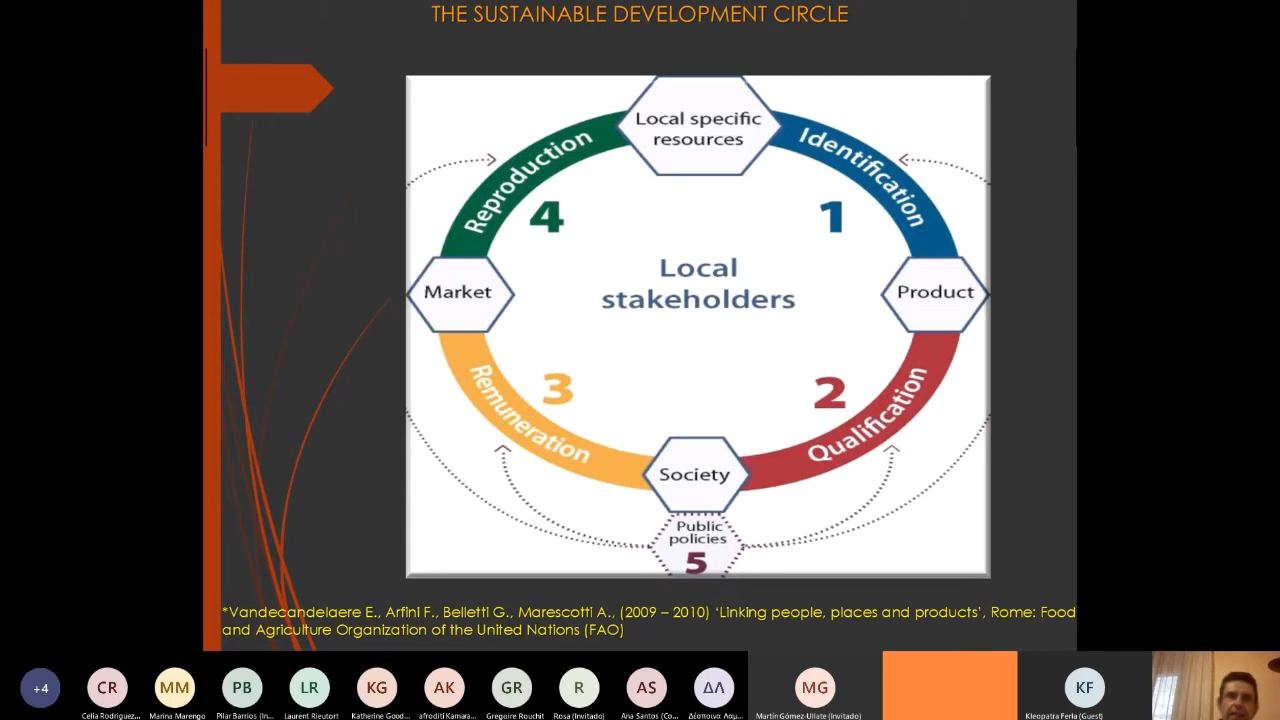 THE SUSTAINABLE DEVELOPMENT CIRCLE
Local specific
resources
Reproduction
Identification
4
1
Local
stakeholders
Market
Product
3
2
Remuneration
Qualification
Society
Public
policies
5
*Vandecandelaere E., Arfini F., Belletti G., Marescotti A., (2009 – 2010) ‘Linking people, places and products’, Rome: Food
and Agriculture Organization of the United Nations (FAO)
+4
CR
MM
PB
LR
KG
AK
GR
R
AS
ΔΛ
MG
KF
Celia Rodriguez...
Marina Marengo
Pilar Barrios (In...
Laurent Rieutort
Katherine Good...
afroditi Kamara...
Gregoire Rouchit
Rosa (Invitado)
Ana Santos (Co...
Δέσποινα Λαμ...
Martín Gómez-Ullate (Invitado)
Kleopatra Ferla (Guest)